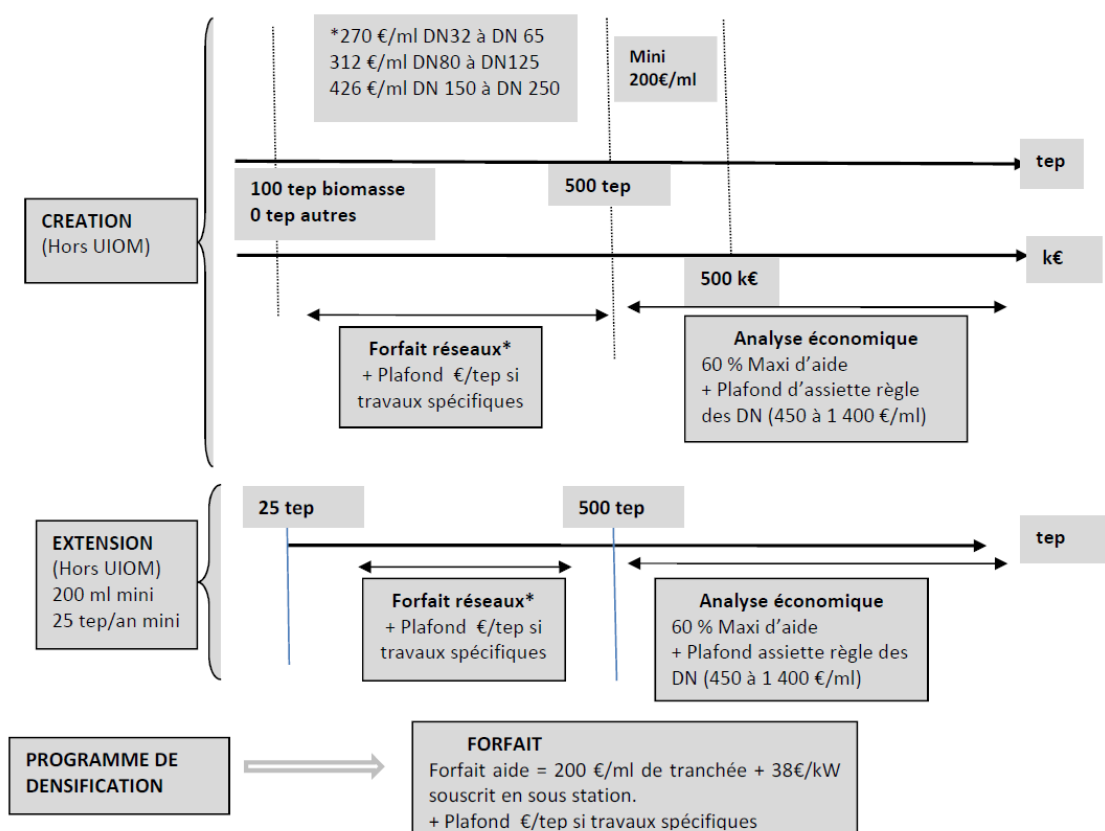 *270 €/ml DN32 à DN 65
312 €/ml DN80 à DN125
426 €/ml DN 150 à DN 250
Mini
200€/ml
tep
100 tep biomasse
0 tep autres
500 tep
CREATION
(Hors UIOM)
k€
500 k€
Forfait réseaux*
+ Plafond €/tep si
travaux spécifiques
Analyse économique
60 % Maxi d'aide
+ Plafond d'assiette règle
des DN (450 à 1 400 €/ml)
25 tep
500 tep
tep
EXTENSION
(Hors UIOM)
200 ml mini
25 tep/an mini
Forfait réseaux*
+ Plafond €/tep si
travaux spécifiques
Analyse économique
60 % Maxi d'aide
+ Plafond assiette règle des
DN (450 à 1 400 €/ml)
PROGRAMME DE
DENSIFICATION
FORFAIT
Forfait aide = 200 €/ml de tranchée + 38€/kW
souscrit en sous station.
+ Plafond €/tep si travaux spécifiques